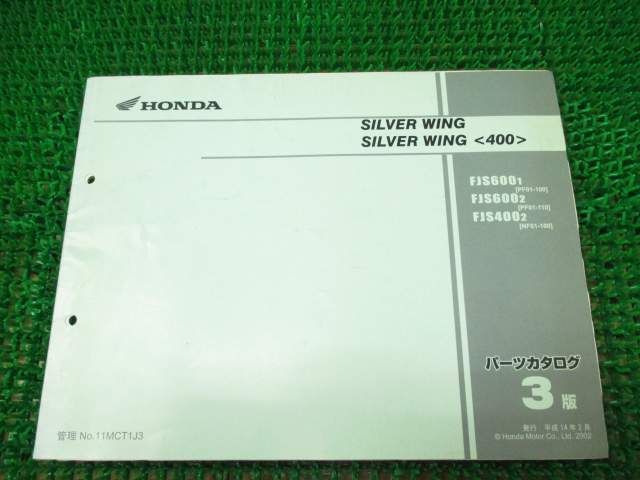 HONDA
SILVER WING
SILVER WING <400>
FJS6001
[PF01-100]
FJS6002
[PF01-110]
FJS4002
[NF01-100]
パーツカタログ
3版
管理 No.11MCT1J3
発行 平成14年2月
© Honda Motor Co., Ltd. 2002